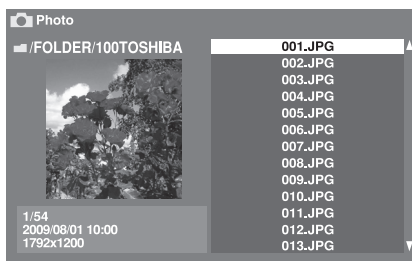 Photo
/FOLDER/100TOSHIBA
1/54
2009/08/01 10:00
1792x1200
001.JPG
002.JPG
003.JPG
004.JPG
005.JPG
006.JPG
007.JPG
008.JPG
009.JPG
010.JPG
011.JPG
012.JPG
013.JPG